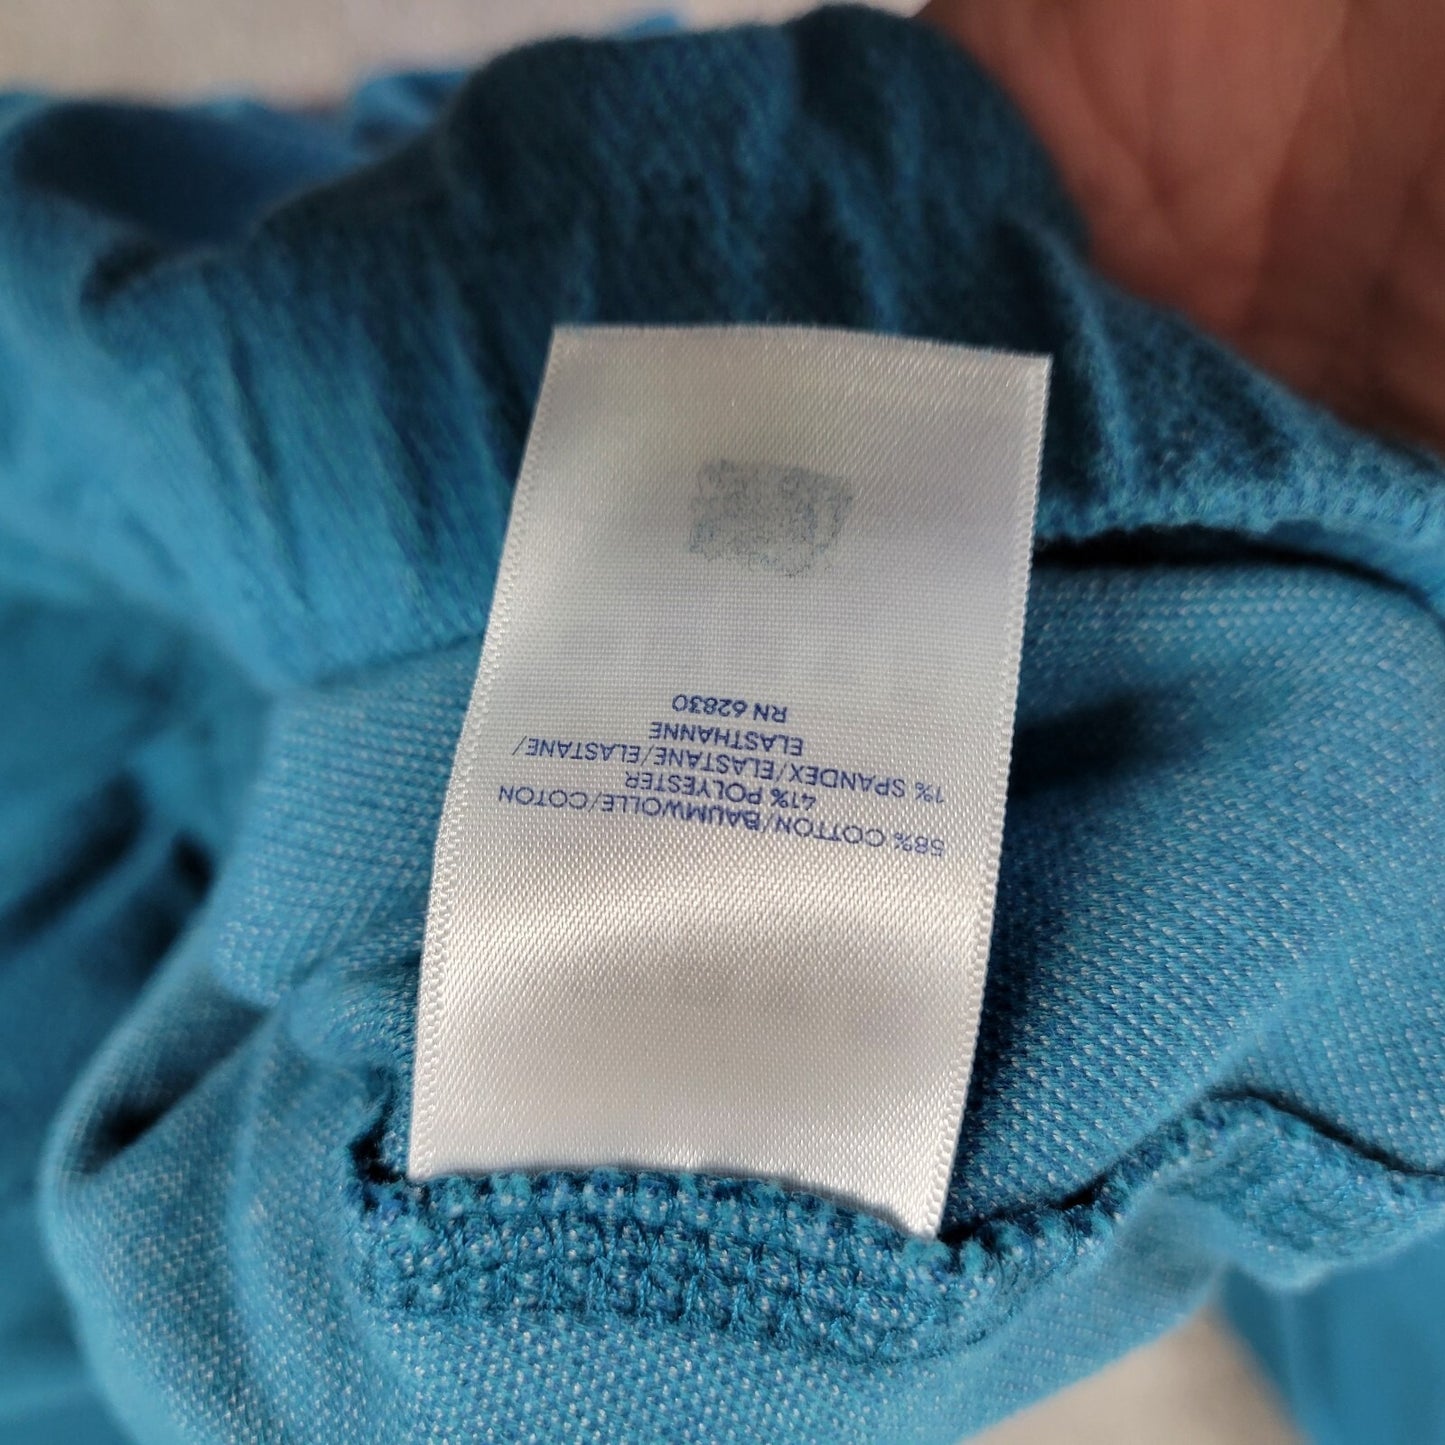 58% COTTON/BAUMWOLLE/COTON
41% POLYESTER
1% SPANDEX/ELASTANE/ELASTANE/
ELASTHANNE
RN 62830